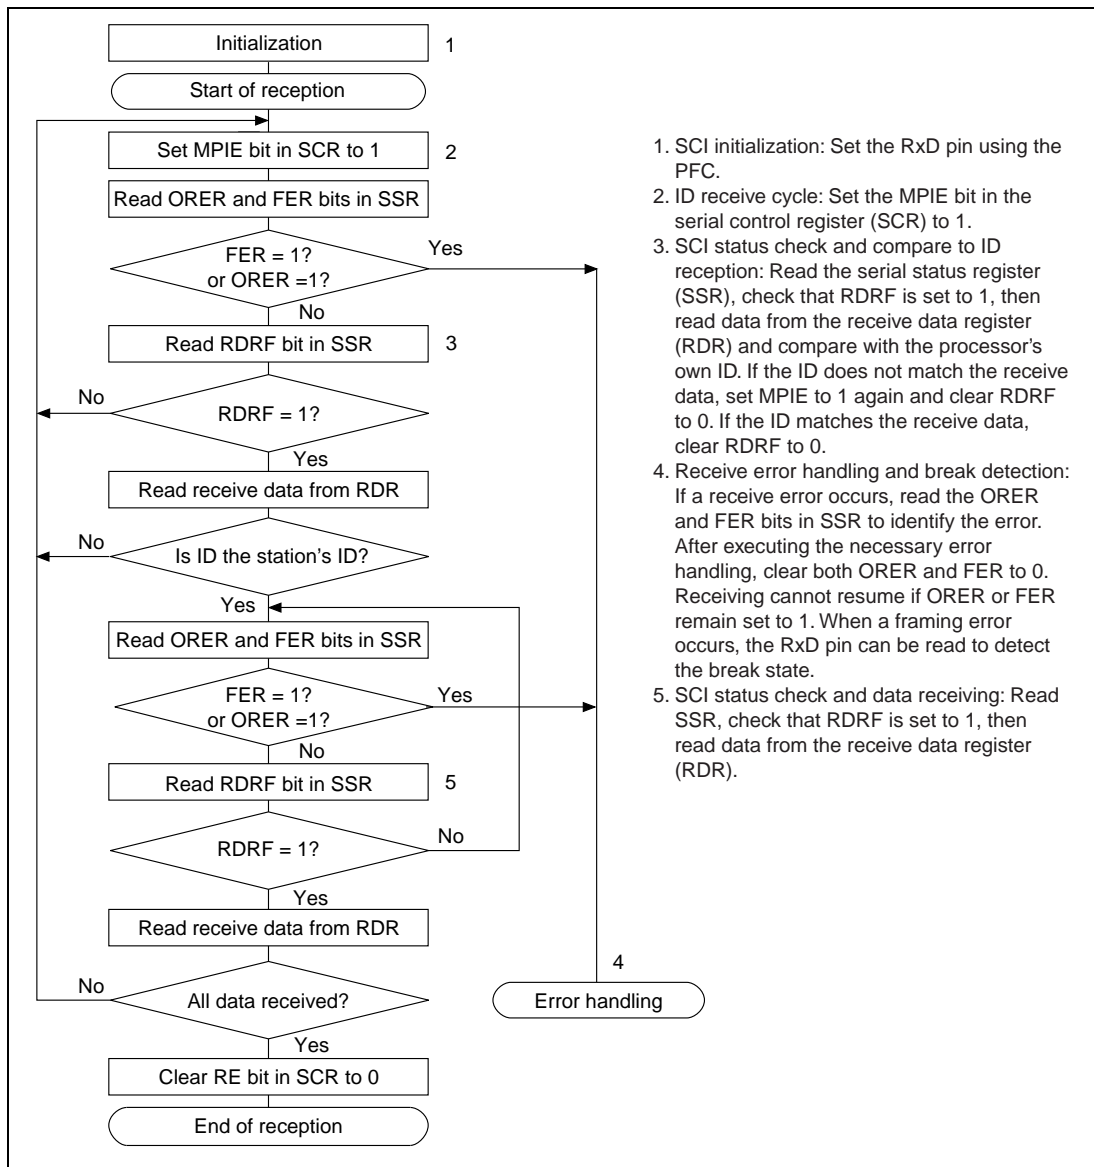 Initialization
1
Start of reception
Set MPIE bit in SCR to 1
2
Read ORER and FER bits in SSR
FER = 1?
or ORER =1?
Yes
No
Read RDRF bit in SSR
3
No
RDRF = 1?
Yes
Read receive data from RDR
No
Is ID the station's ID?
Yes
Read ORER and FER bits in SSR
FER = 1?
or ORER =1?
Yes
No
Read RDRF bit in SSR
5
RDRF = 1?
No
Yes
Read receive data from RDR
No
All data received?
4
Error handling
Yes
Clear RE bit in SCR to 0
End of reception
1. SCI initialization: Set the RxD pin using the
PFC.
2. ID receive cycle: Set the MPIE bit in the
serial control register (SCR) to 1.
3. SCI status check and compare to ID
reception: Read the serial status register
(SSR), check that RDRF is set to 1, then
read data from the receive data register
(RDR) and compare with the processor's
own ID. If the ID does not match the receive
data, set MPIE to 1 again and clear RDRF
to 0. If the ID matches the receive data,
clear RDRF to 0.
4. Receive error handling and break detection:
If a receive error occurs, read the ORER
and FER bits in SSR to identify the error.
After executing the necessary error
handling, clear both ORER and FER to 0.
Receiving cannot resume if ORER or FER
remain set to 1. When a framing error
occurs, the RxD pin can be read to detect
the break state.
5. SCI status check and data receiving: Read
SSR, check that RDRF is set to 1, then
read data from the receive data register
(RDR).